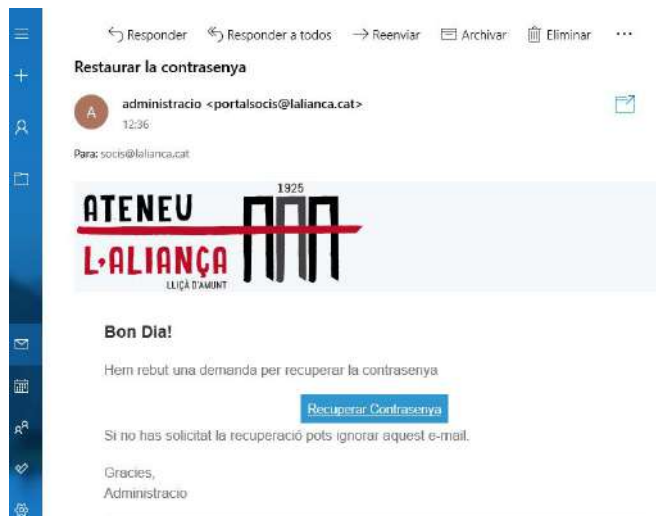 Responder Responder a todos Reenviar Archivar Eliminar ...
Restaurar la contrasenya
A
administracio <portalsocis@lalianca.cat>
12:36
Para: socis@lalianca.cat
1925
ATENEU
L·ALIANÇA
LLIÇÀ D'AMUNT
Bon Dia!
Hem rebut una demanda per recuperar la contrasenya
Recuperar Contrasenya
Si no has solicitat la recuperació pots ignorar aquest e-mail.
Gracies,
Administracio